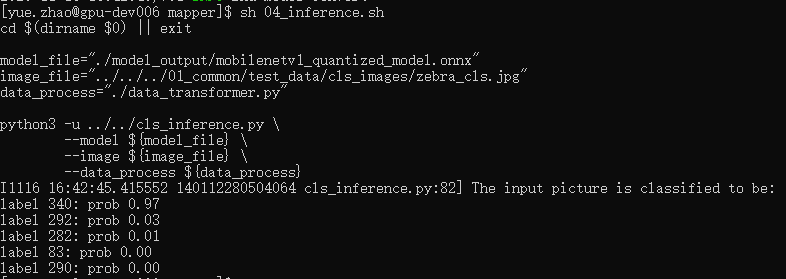 [yue.zhao@gpu-dev006 mapper]$ sh 04_inference.sh
cd $(dirname $0) || exit

model_file="./model_output/mobilenetv1_quantized_model.onnx"
image_file="../../../01_common/test_data/cls_images/zebra_cls.jpg"
data_process="./data_transformer.py"

python3 -u ../../cls_inference.py \
        --model ${model_file} \
        --image ${image_file} \
        --data_process ${data_process}
I1116 16:42:45.415552 140112280504064 cls_inference.py:82] The input picture is classified to be:
label 340: prob 0.97
label 292: prob 0.03
label 282: prob 0.01
label 83: prob 0.00
label 290: prob 0.00